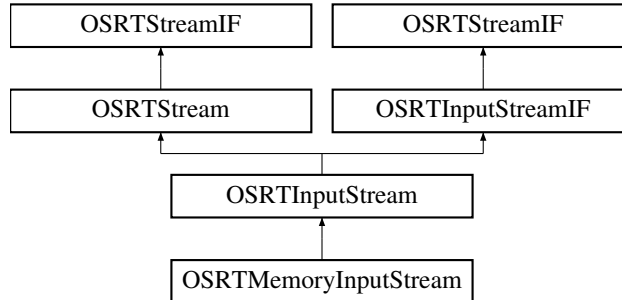 OSRTStreamIF
OSRTStreamIF
OSRTStream
OSRTInputStreamIF
OSRTInputStream
OSRTMemoryInputStream